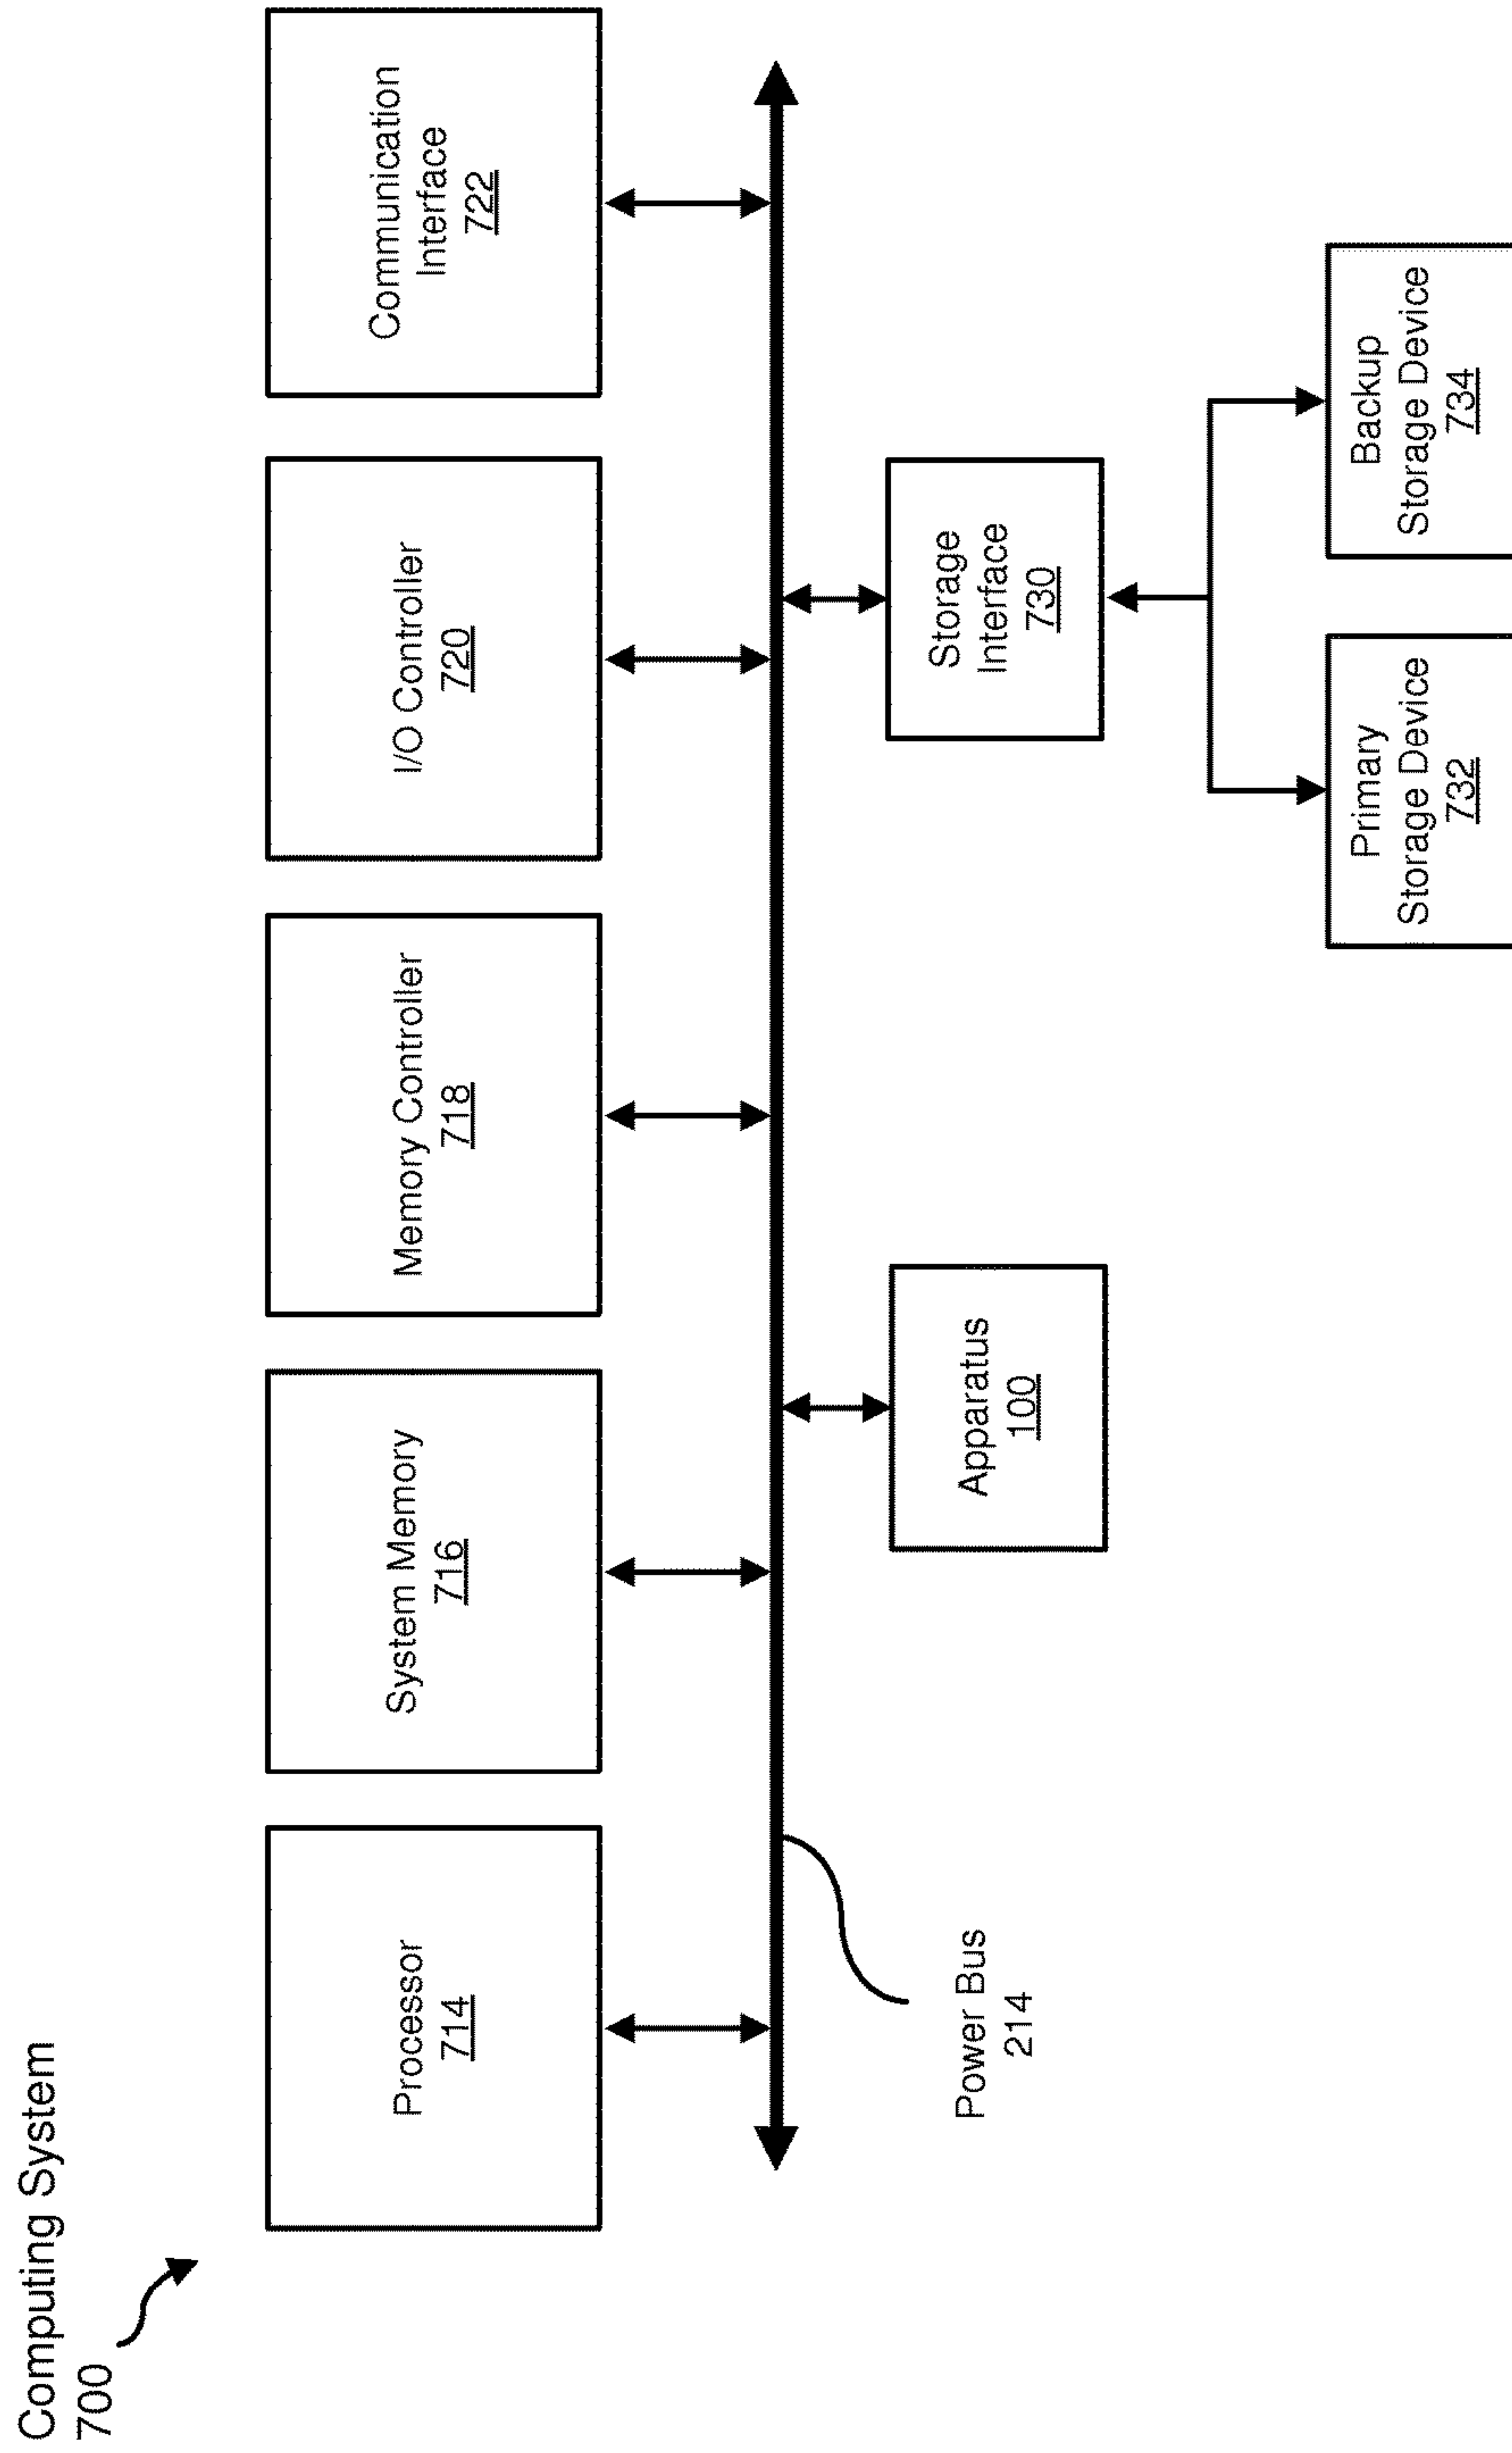 Computing System
700
Processor
714
System Memory
716
Memory Controller
718
I/O Controller
720
Communication
Interface
722
Power Bus
214
Apparatus
100
Storage
Interface
730
Primary
Storage Device
732
Backup
Storage Device
734